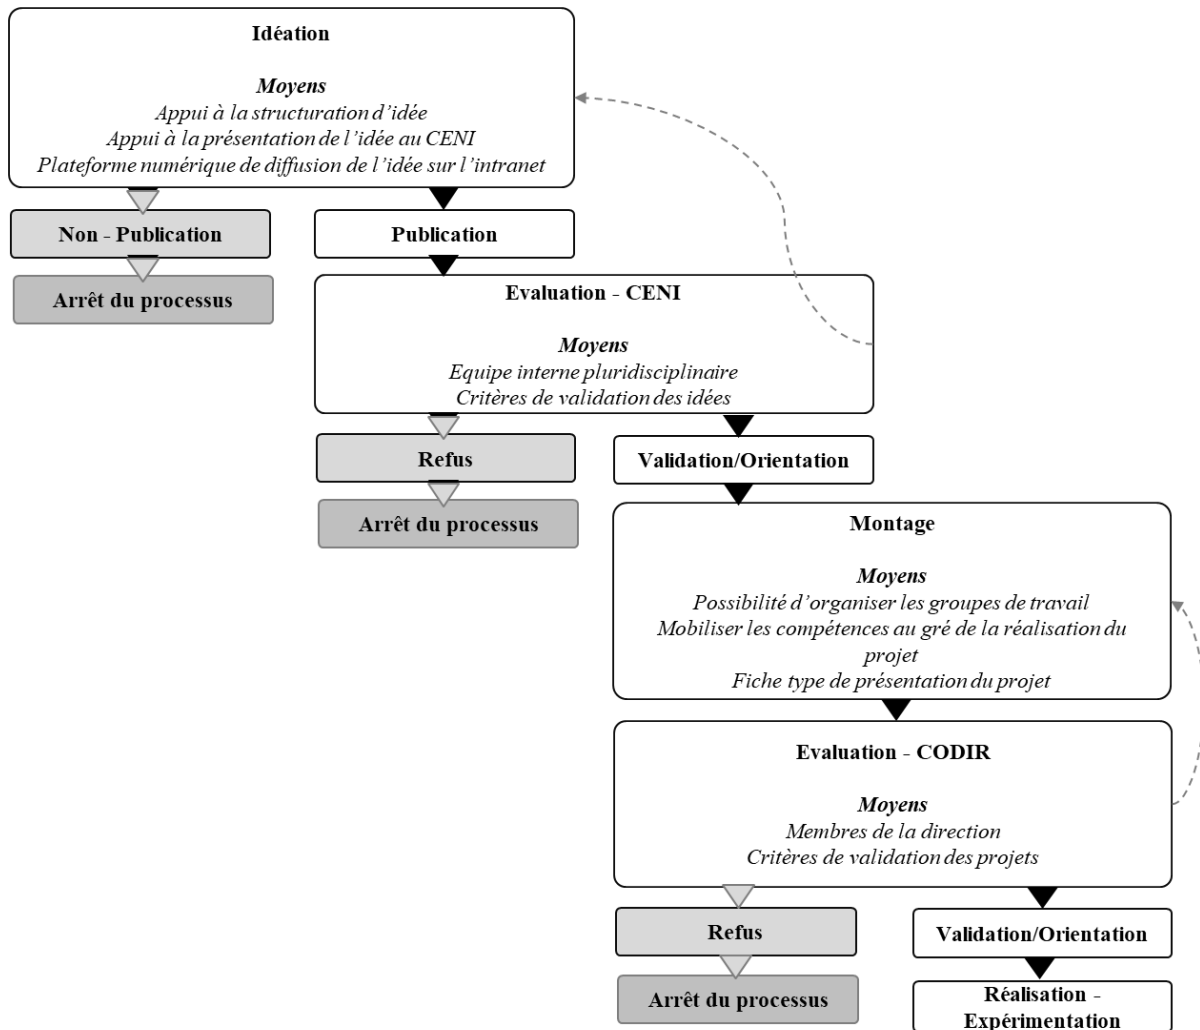 Idéation
Moyens
Appui à la structuration d'idée
Appui à la présentation de l'idée au CENI
Plateforme numérique de diffusion de l'idée sur l'intranet
Non - Publication
Publication
Arrêt du processus
Evaluation - CENI
Moyens
Equipe interne pluridisciplinaire
Critères de validation des idées
Refus
Validation/Orientation
Arrêt du processus
Montage
Moyens
Possibilité d'organiser les groupes de travail
Mobiliser les compétences au gré de la réalisation du
projet
Fiche type de présentation du projet
Evaluation - CODIR
Moyens
Membres de la direction
Critères de validation des projets
Refus
Validation/Orientation
Arrêt du processus
Réalisation -
Expérimentation